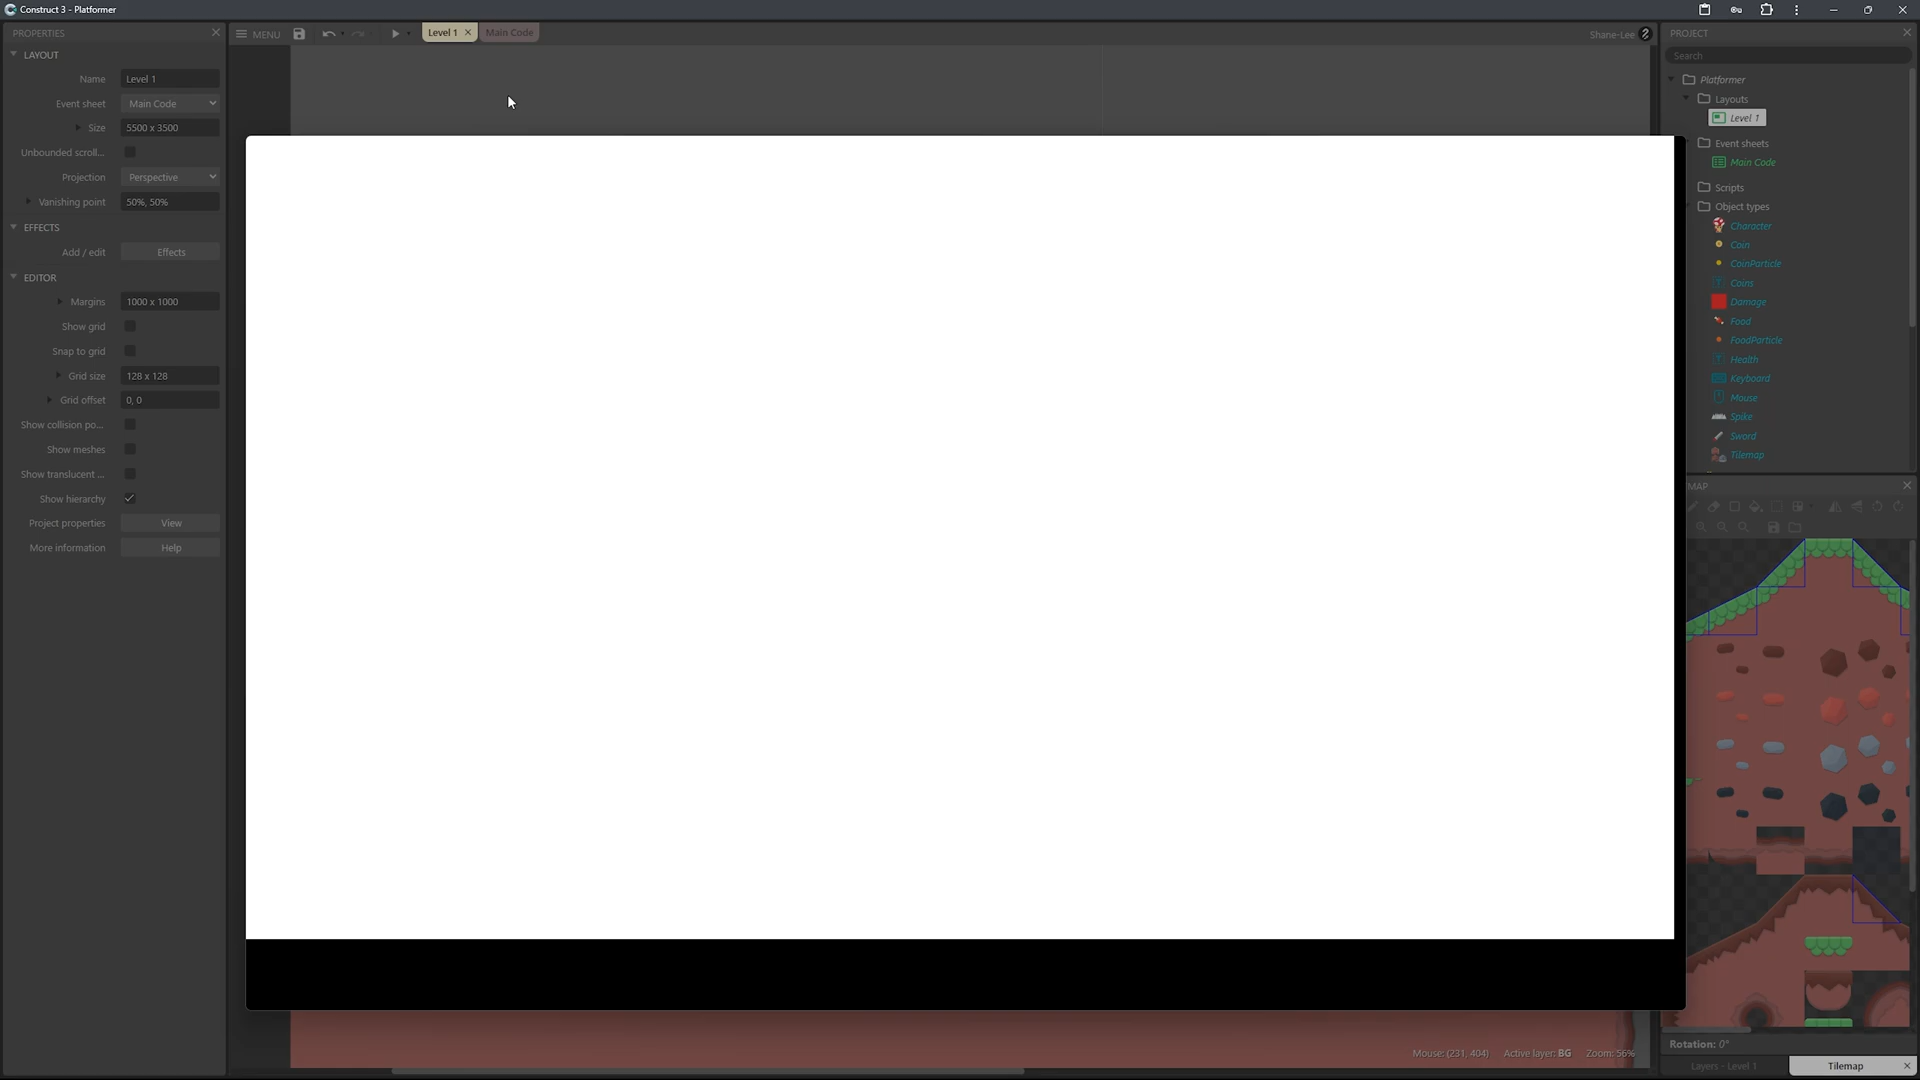 Construct 3 - Platformer
PROPERTIES
LAYOUT
Name Level 1
Event sheet Main Code
Size 5500 x 3500
Unbounded scroll...
Projection Perspective
Vanishing point 50%, 50%
EFFECTS
Add / edit Effects
EDITOR
Margins 1000 x 1000
Show grid
Snap to grid
Grid size 128 x 128
Grid offset 0, 0
Show collision po...
Show meshes
Show translucent ...
Show hierarchy
Project properties View
More information Help
MENU
Level 1
Main Code
Shane-Lee
PROJECT
Search
Platformer
Layouts
Level 1
Event sheets
Main Code
Scripts
Object types
Character
Coin
CoinParticle
Coins
Damage
Food
FoodParticle
Health
Keyboard
Mouse
Spike
Sword
Tilemap
MAP
Rotation: 0°
Layers - Level 1
Tilemap
Mouse: (231, 404) Active layer: BG Zoom: 56%